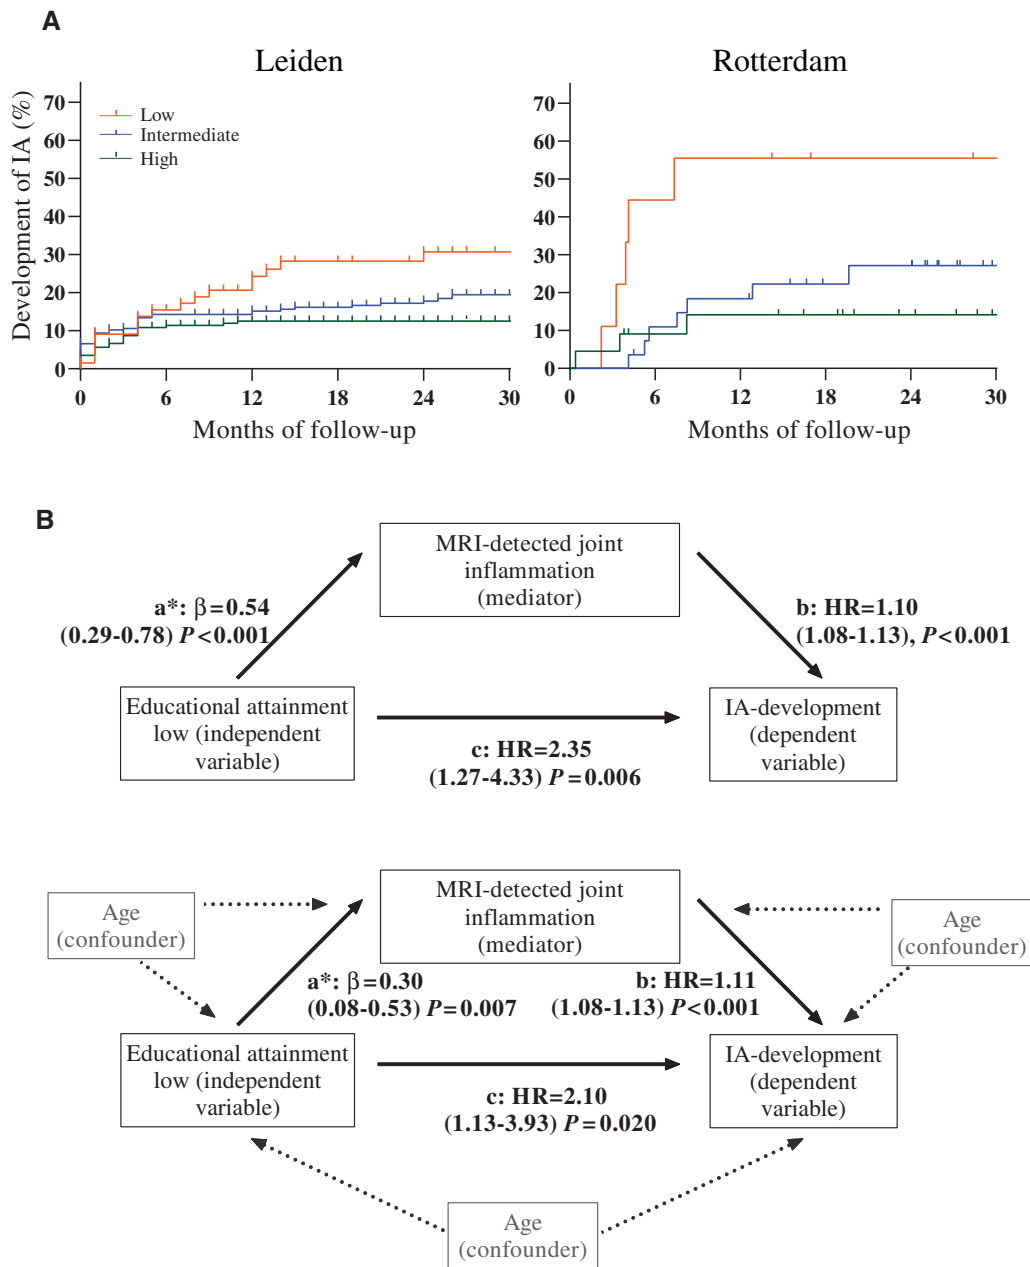 A
Leiden
Rotterdam
Development of IA (%)
70
60
50
40
30
20
10
0
Low
Intermediate
High
0 6 12 18 24 30
Months of follow-up
70
60
50
40
30
20
10
0
0 6 12 18 24 30
Months of follow-up
B
MRI-detected joint
inflammation
(mediator)
a*: β=0.54
(0.29-0.78) P<0.001
b: HR=1.10
(1.08-1.13), P<0.001
Educational attainment
low (independent
variable)
IA-development
(dependent
variable)
c: HR=2.35
(1.27-4.33) P=0.006
MRI-detected joint
inflammation
(mediator)
Age
(confounder)
Age
(confounder)
a*: β=0.30
(0.08-0.53) P=0.007
b: HR=1.11
(1.08-1.13) P<0.001
Educational attainment
low (independent
variable)
IA-development
(dependent
variable)
c: HR=2.10
(1.13-3.93) P=0.020
Age
(confounder)